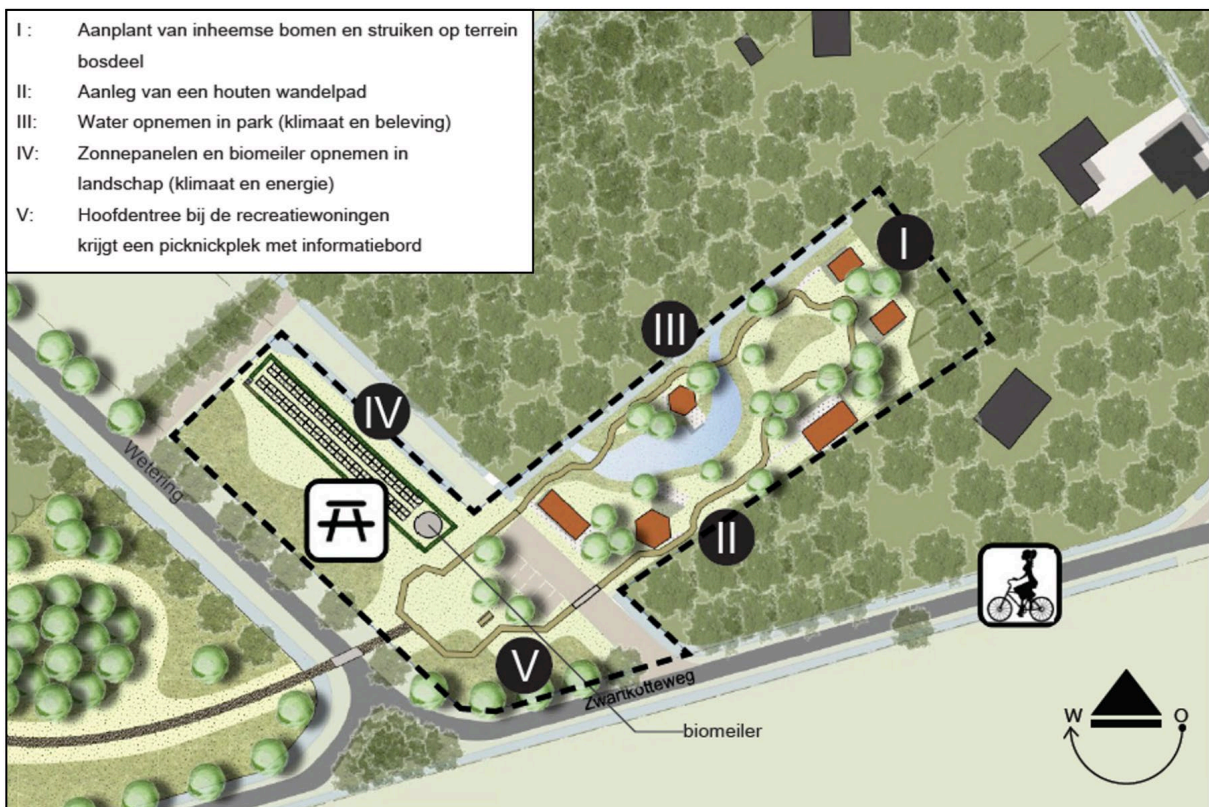 I : Aanplant van inheemse bomen en struiken op terrein
bosdeel
II: Aanleg van een houten wandelpad
III: Water opnemen in park (klimaat en beleving)
IV: Zonnepanelen en biomeiler opnemen in
landschap (klimaat en energie)
V: Hoofdentree bij de recreatiewoningen
krijgt een picknickplek met informatiebord
I
III
IV
Wetering
II
V
Zwartkotteweg
biomeiler
W O